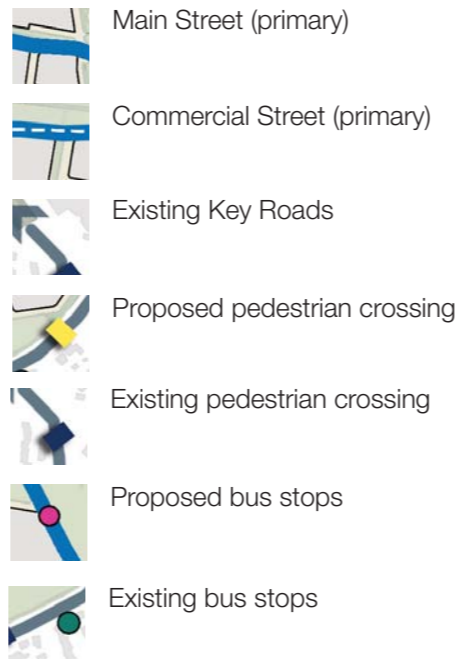 Main Street (primary)
Commercial Street (primary)
Existing Key Roads
Proposed pedestrian crossing
Existing pedestrian crossing
Proposed bus stops
Existing bus stops